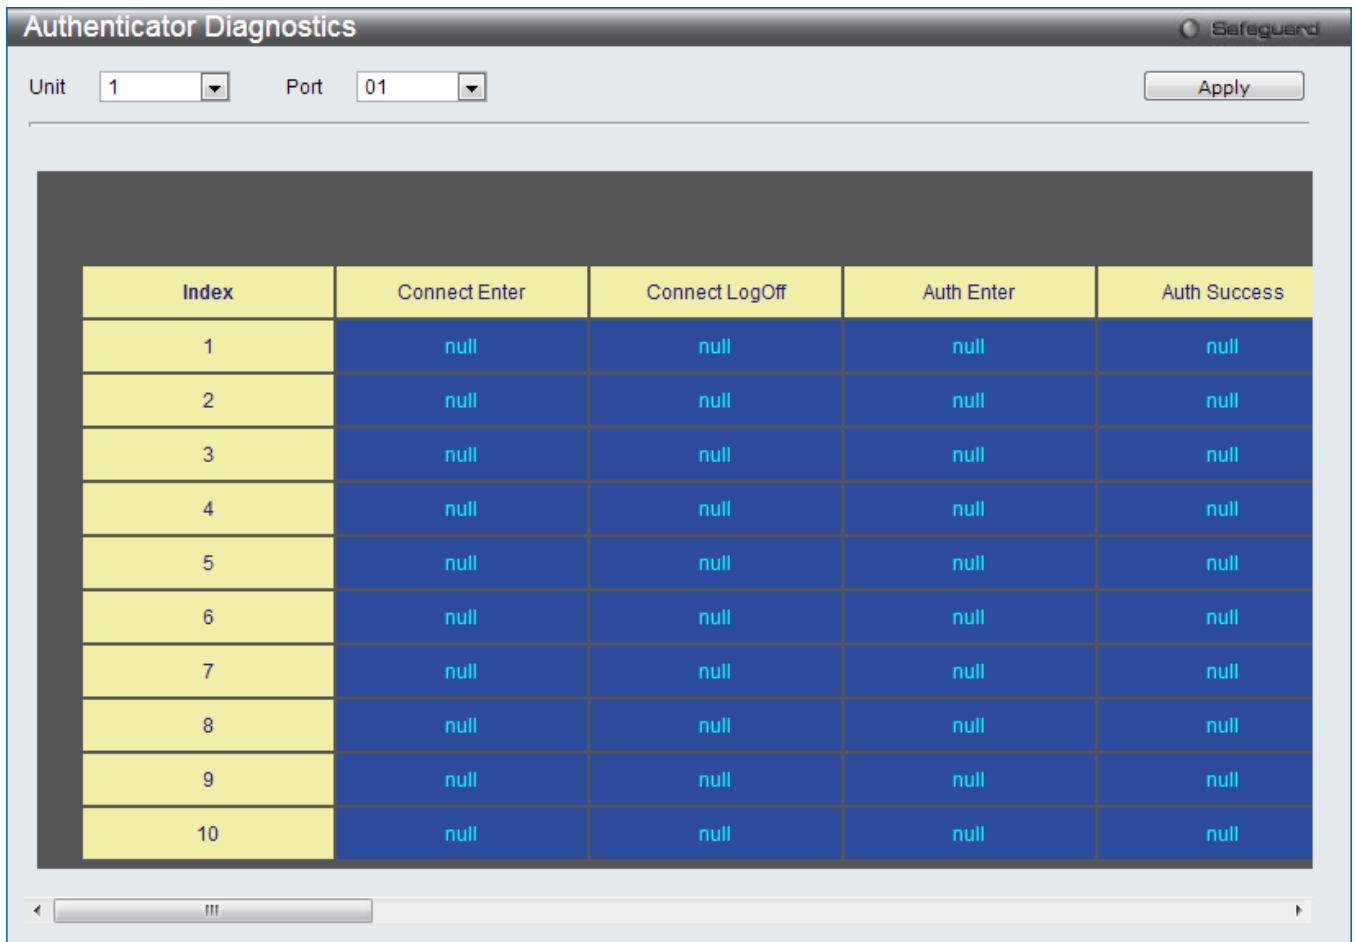 Authenticator Diagnostics Safeguard
Unit 1 Port 01 Apply
Index Connect Enter Connect LogOff Auth Enter Auth Success
1 null null null null
2 null null null null
3 null null null null
4 null null null null
5 null null null null
6 null null null null
7 null null null null
8 null null null null
9 null null null null
10 null null null null